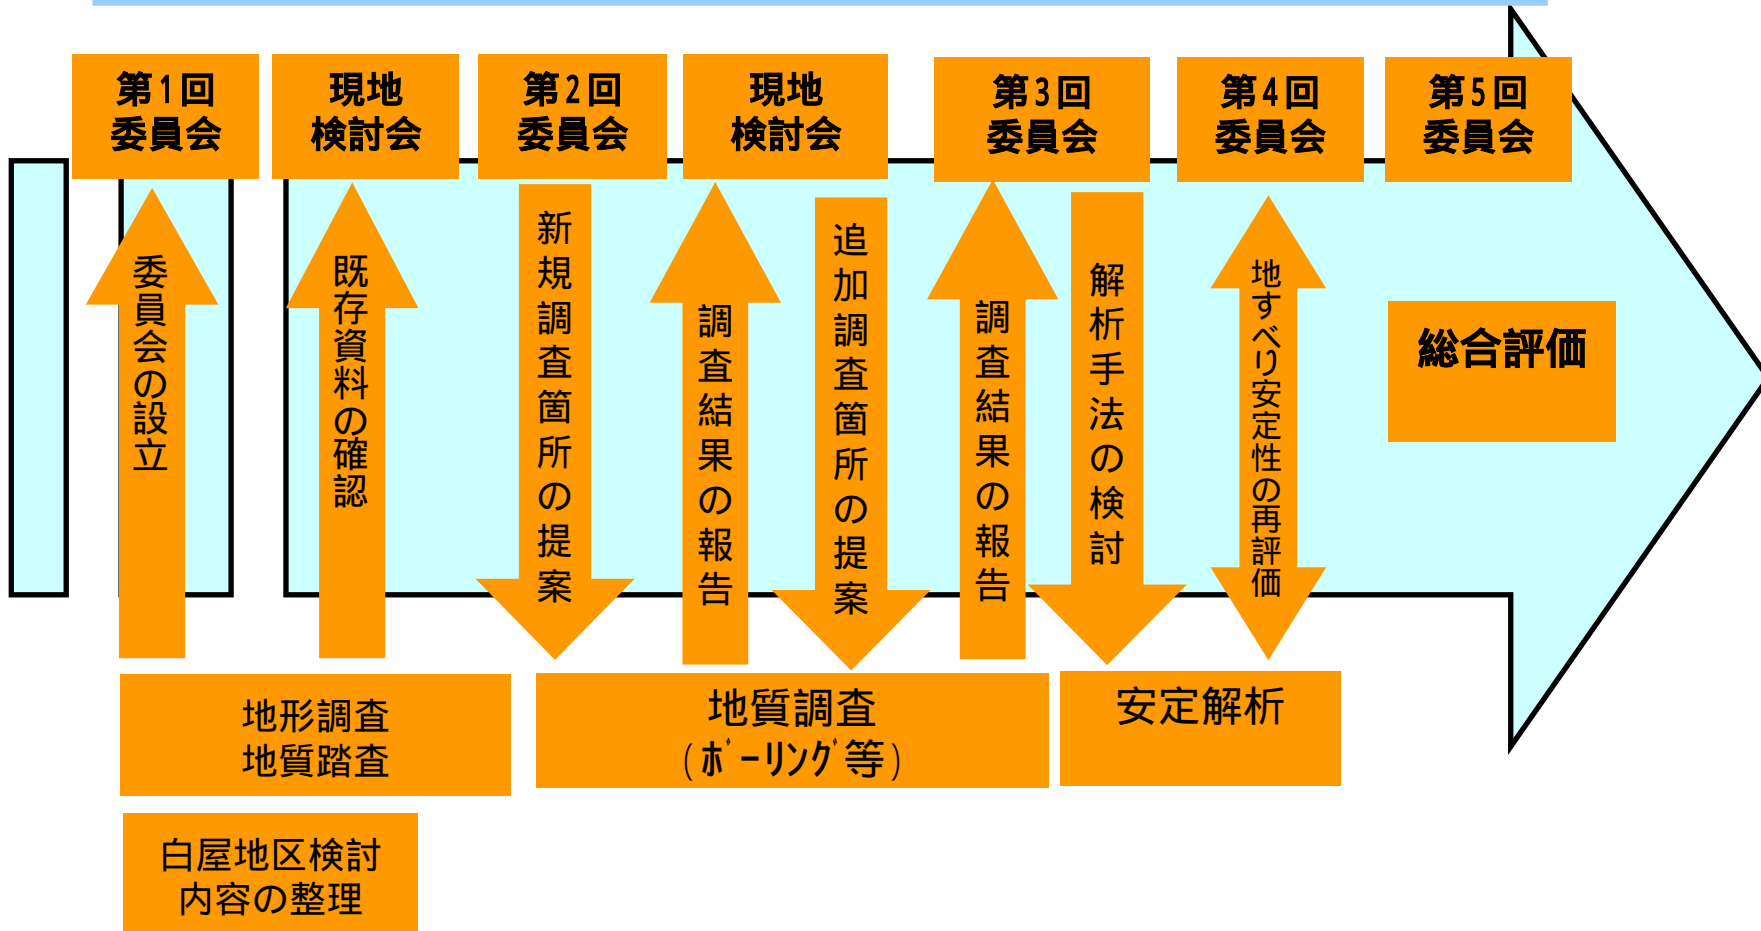 第1回
委員会
現地
検討会
第2回
委員会
現地
検討会
第3回
委員会
第4回
委員会
第5回
委員会
委員会の設立
既存資料の確認
新規調査箇所の提案
調査結果の報告
追加調査箇所の提案
調査結果の報告
解析手法の検討
地すべり安定性の再評価
総合評価
地形調査
地質踏査
地質調査
(ﾎﾞｰﾘﾝｸﾞ等)
安定解析
白屋地区検討
内容の整理